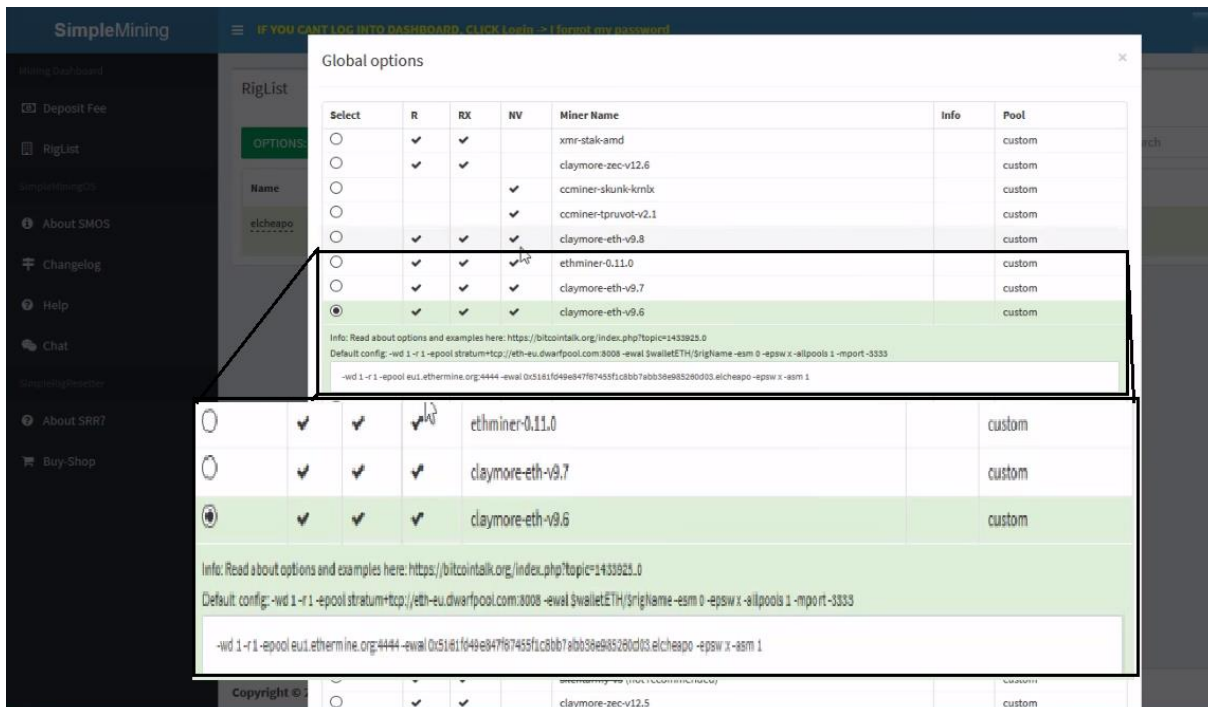 SimpleMining
IF YOU CANT LOG INTO DASHBOARD, CLICK Login -> I forgot my password
Mining Dashboard
Deposit Fee
RigList
SimpleMiningOS
About SMOS
Changelog
Help
Chat
SimpleRigResetter
About SRR?
Buy-Shop
RigList
OPTIONS:
Name
elcheapo
Global options ×
Select R RX NV Miner Name Info Pool
xmr-stak-amd custom
claymore-zec-v12.6 custom
ccminer-skunk-krnlx custom
ccminer-tpruvot-v2.1 custom
claymore-eth-v9.8 custom
ethminer-0.11.0 custom
claymore-eth-v9.7 custom
claymore-eth-v9.6 custom
Info: Read about options and examples here: https://bitcointalk.org/index.php?topic=1433925.0
Default config: -wd 1 -r 1 -epool stratum+tcp://eth-eu.dwarfpool.com:8008 -ewal $walletETH/$rigName -esm 0 -epsw x -allpools 1 -mport -3333
-wd 1 -r 1 -epool eu1.ethermine.org:4444 -ewal .elcheapo -epsw x -asm 1
ethminer-0.11.0 custom
claymore-eth-v9.7 custom
claymore-eth-v9.6 custom
Info: Read about options and examples here: https://bitcointalk.org/index.php?topic=1433925.0
Default config: -wd 1 -r 1 -epool stratum+tcp://eth-eu.dwarfpool.com:8008 -ewal $walletETH/$rigName -esm 0 -epsw x -allpools 1 -mport -3333
-wd 1 -r 1 -epool eu1.ethermine.org:4444 -ewal .elcheapo -epsw x -asm 1
(not recommended) custom
claymore-zec-v12.5 custom
Copyright ©